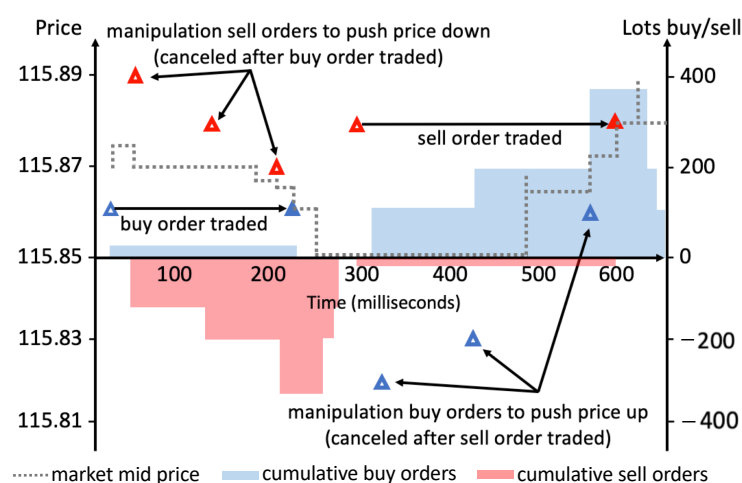 Price
manipulation sell orders to push price down
Lots buy/sell
(canceled after buy order traded)
115.89
400
sell order traded
115.87
200
buy order traded
115.85
0
100 200 300 400 500 600
Time (milliseconds)
115.83
−200
manipulation buy orders to push price up
115.81
−400
(canceled after sell order traded)
market mid price
cumulative buy orders
cumulative sell orders